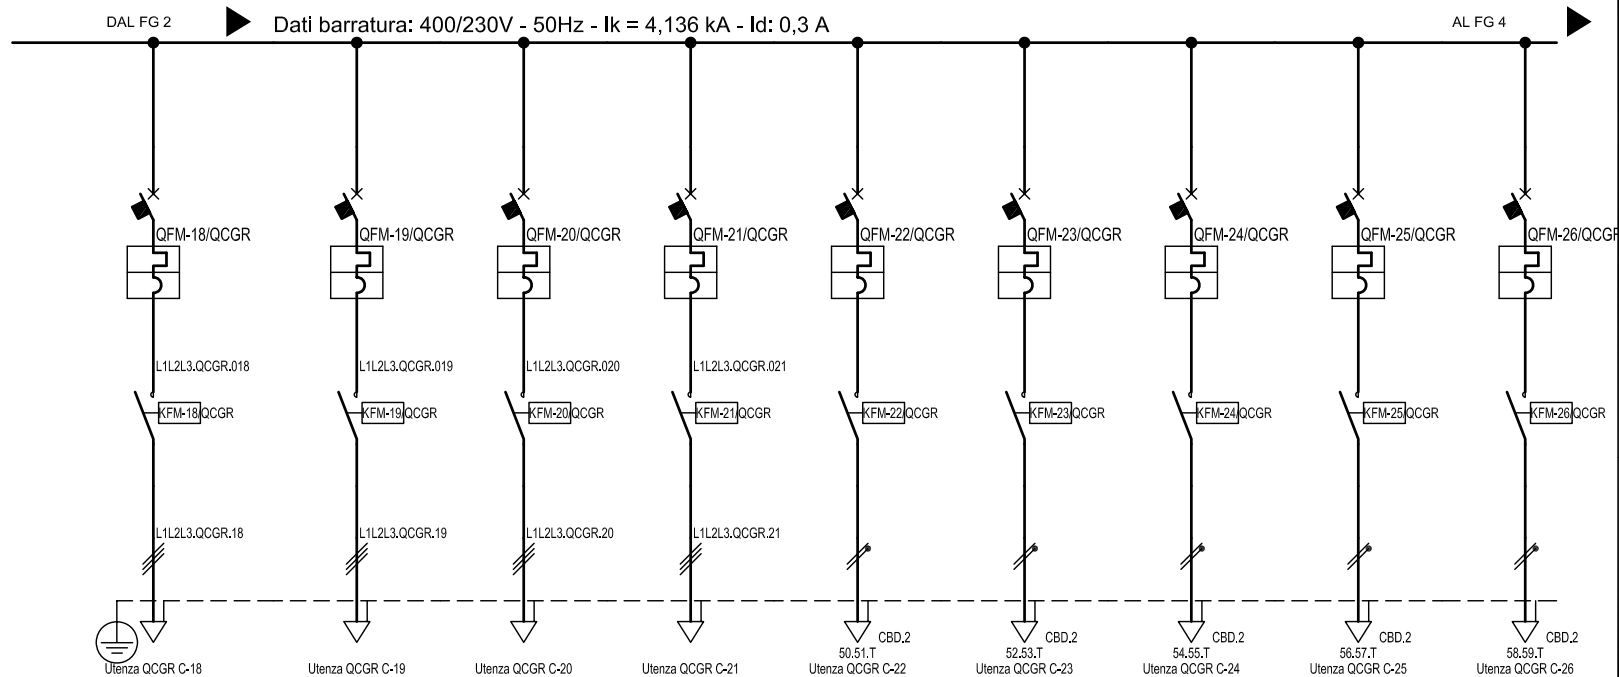 DAL FG 2
Dati barratura: 400/230V - 50Hz - Ik = 4,136 kA - Id: 0,3 A
AL FG 4
QFM-18/QCGR
QFM-19/QCGR
QFM-20/QCGR
QFM-21/QCGR
QFM-22/QCGR
QFM-23/QCGR
QFM-24/QCGR
QFM-25/QCGR
QFM-26/QCGR
L1L2L3.QCGR.018
L1L2L3.QCGR.019
L1L2L3.QCGR.020
L1L2L3.QCGR.021
KFM-18/QCGR
KFM-19/QCGR
KFM-20/QCGR
KFM-21/QCGR
KFM-22/QCGR
KFM-23/QCGR
KFM-24/QCGR
KFM-25/QCGR
KFM-26/QCGR
L1L2L3.QCGR.18
L1L2L3.QCGR.19
L1L2L3.QCGR.20
L1L2L3.QCGR.21
CBD.2
CBD.2
CBD.2
CBD.2
CBD.2
50.51.T
52.53.T
54.55.T
56.57.T
58.59.T
Utenza QCGR C-18
Utenza QCGR C-19
Utenza QCGR C-20
Utenza QCGR C-21
Utenza QCGR C-22
Utenza QCGR C-23
Utenza QCGR C-24
Utenza QCGR C-25
Utenza QCGR C-26